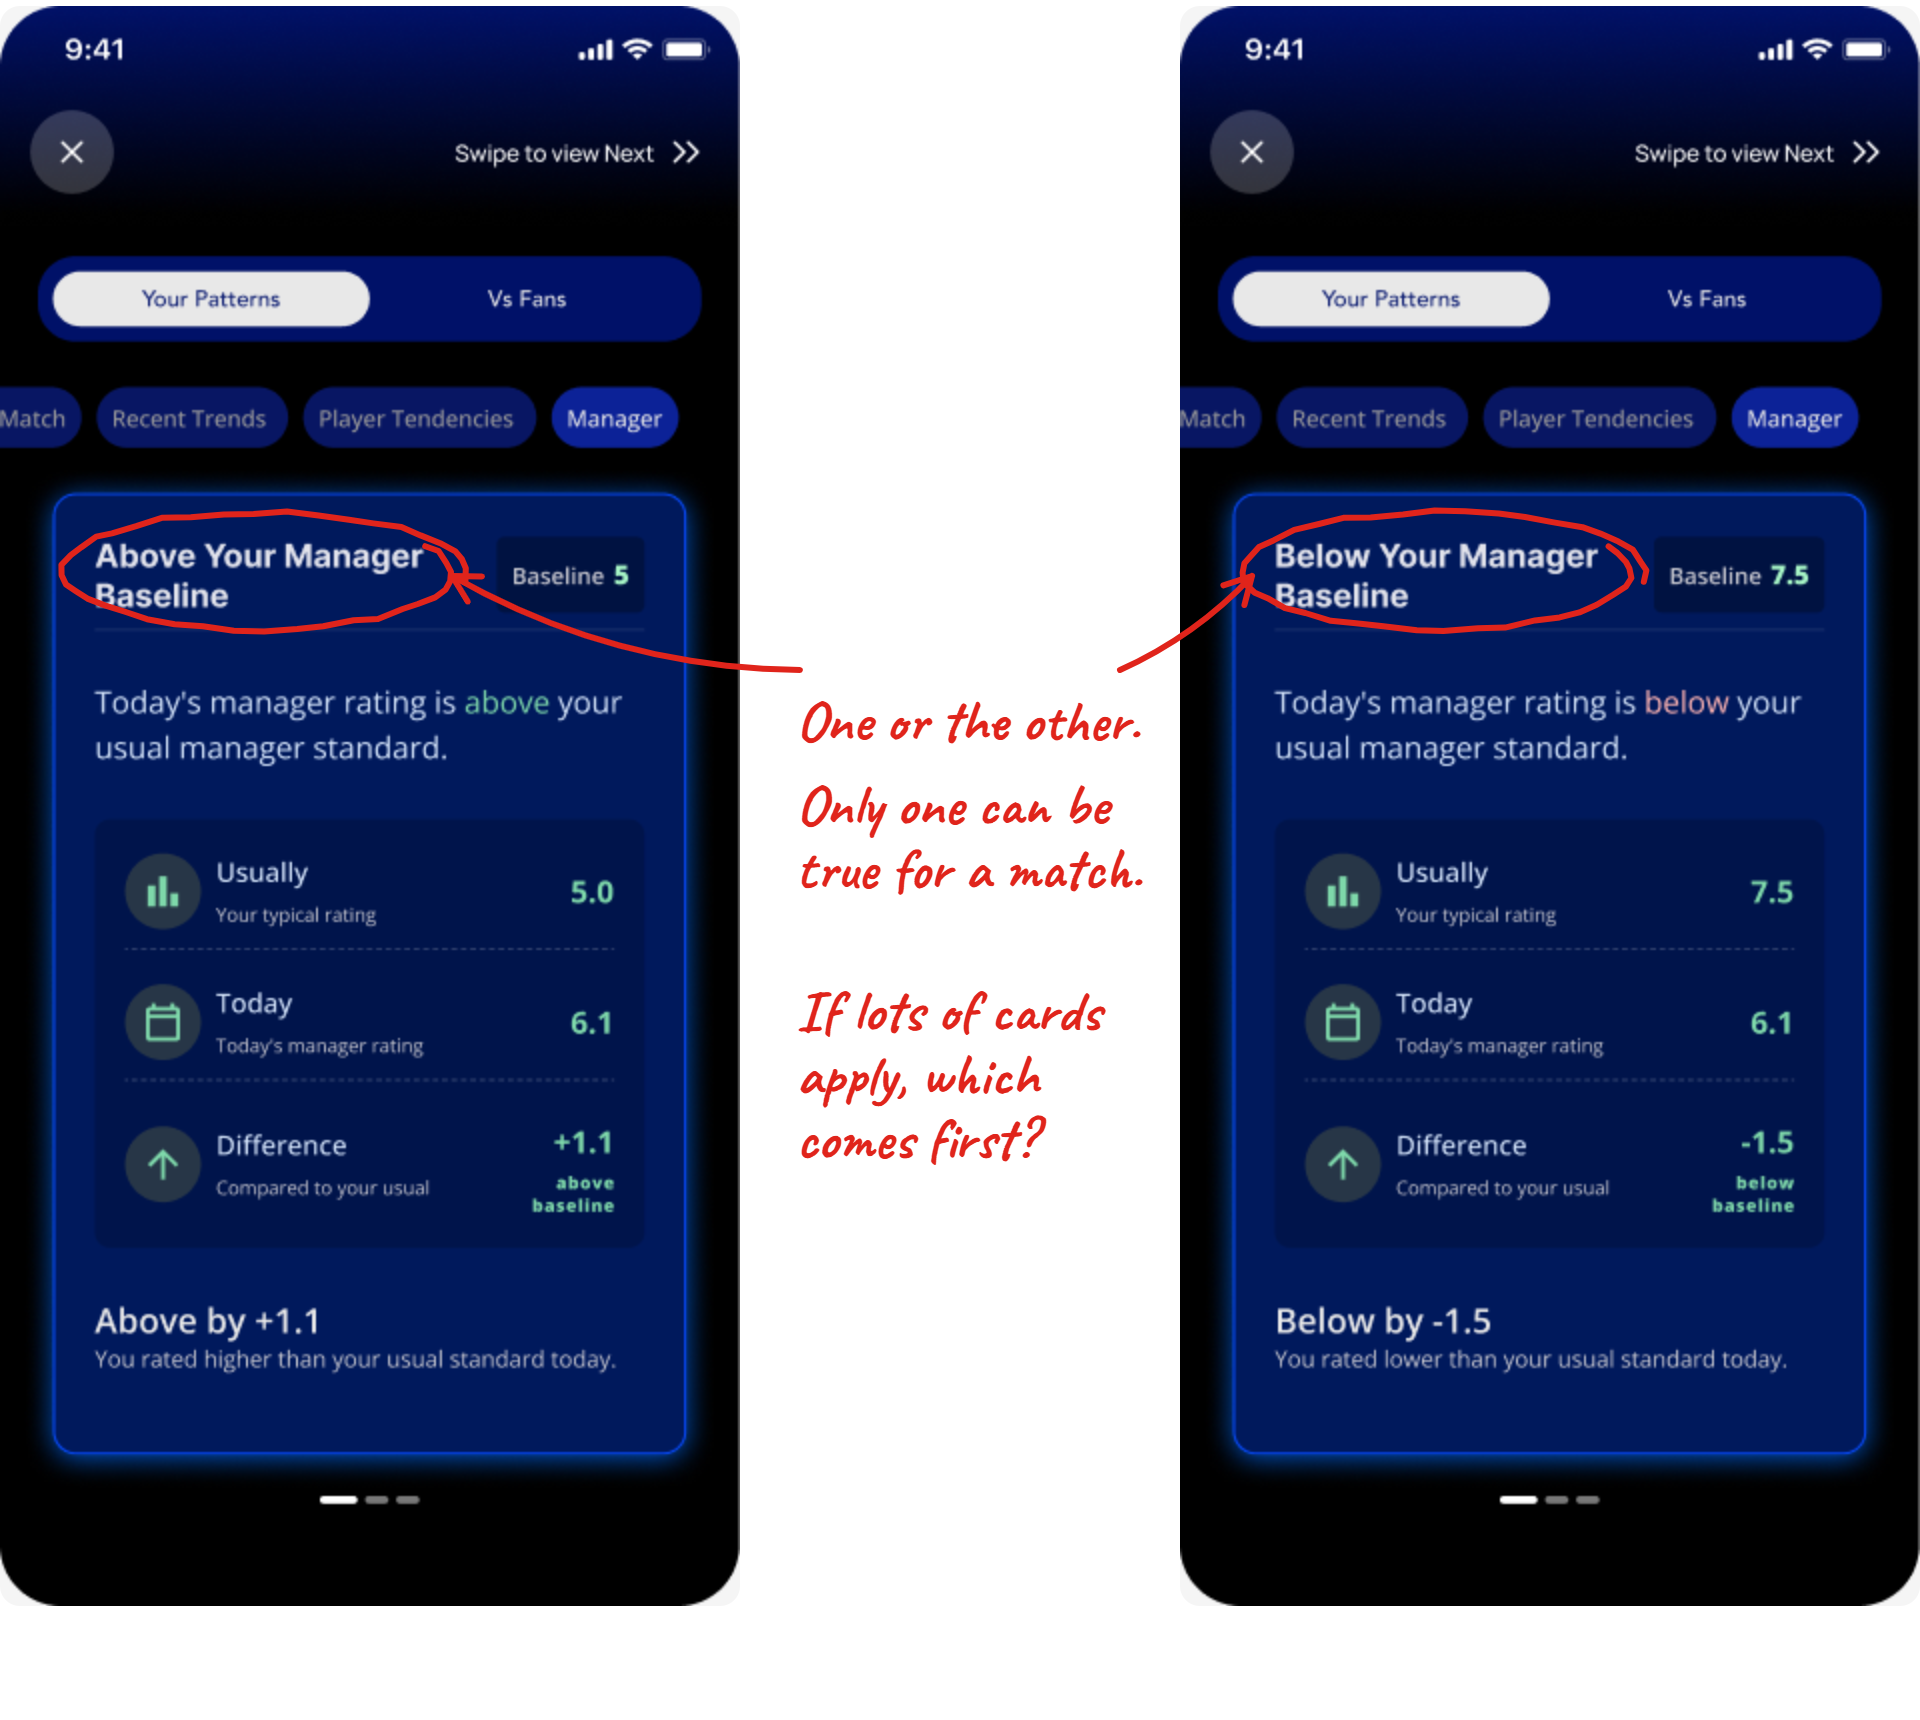 9:41
Swipe to view Next
Your Patterns
Vs Fans
Match
Recent Trends
Player Tendencies
Manager
Above Your Manager
Baseline
Baseline 5
Today's manager rating is above your
usual manager standard.
Usually
Your typical rating
5.0
Today
Today's manager rating
6.1
Difference
Compared to your usual
+1.1
above
baseline
Above by +1.1
You rated higher than your usual standard today.
One or the other.
Only one can be
true for a match.
If lots of cards
apply, which
comes first?
9:41
Swipe to view Next
Your Patterns
Vs Fans
Match
Recent Trends
Player Tendencies
Manager
Below Your Manager
Baseline
Baseline 7.5
Today's manager rating is below your
usual manager standard.
Usually
Your typical rating
7.5
Today
Today's manager rating
6.1
Difference
Compared to your usual
-1.5
below
baseline
Below by -1.5
You rated lower than your usual standard today.